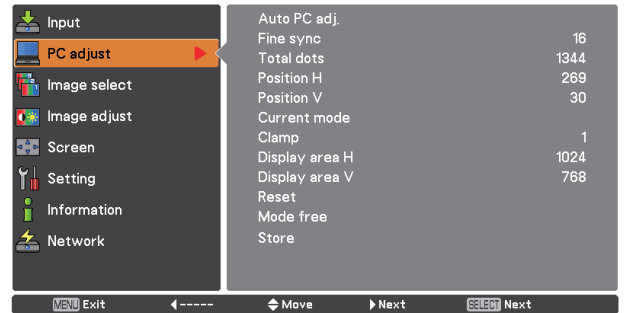 Input
PC adjust
Image select
Image adjust
Screen
Setting
Information
Network
Auto PC adj.
Fine sync 16
Total dots 1344
Position H 269
Position V 30
Current mode
Clamp 1
Display area H 1024
Display area V 768
Reset
Mode free
Store
MENU Exit ----- Move Next SELECT Next